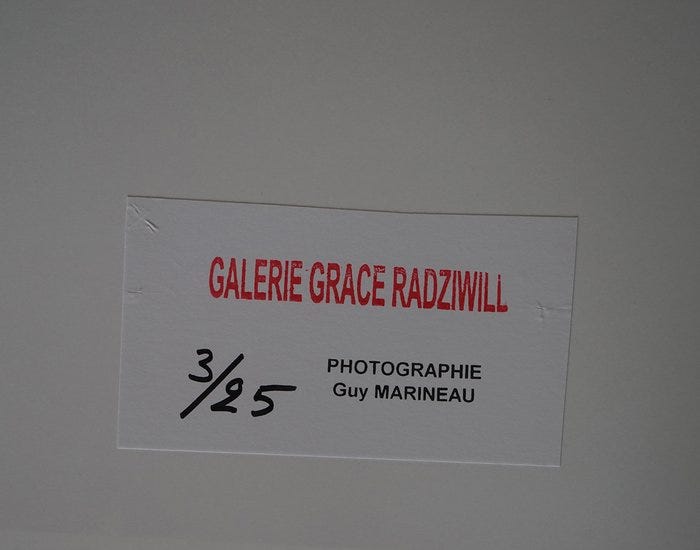 GALERIE GRACE RADZIWILL
3/25
PHOTOGRAPHIE
Guy MARINEAU